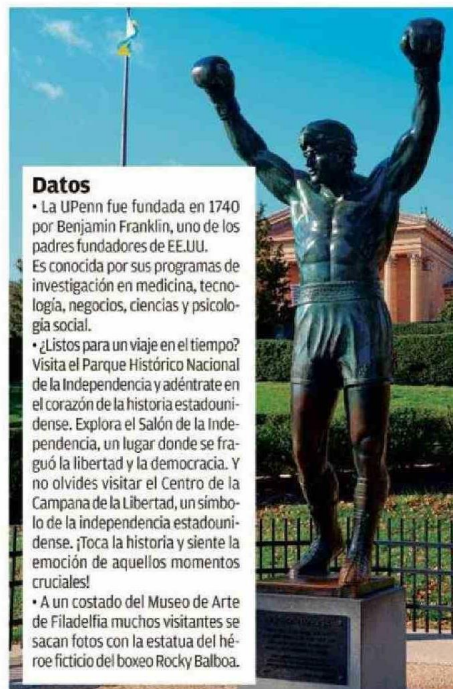 Datos
• La UPenn fue fundada en 1740
por Benjamin Franklin, uno de los
padres fundadores de EE.UU.
Es conocida por sus programas de
investigación en medicina, tecno-
logía, negocios, ciencias y psicolo-
gía social.
• ¿Listos para un viaje en el tiempo?
Visita el Parque Histórico Nacional
de la Independencia y adéntrate en
el corazón de la historia estadouni-
dense. Explora el Salón de la Inde-
pendencia, un lugar donde se fra-
guó la libertad y la democracia. Y
no olvides visitar el Centro de la
Campana de la Libertad, un símbo-
lo de la independencia estadouni-
dense. ¡Toca la historia y siente la
emoción de aquellos momentos
cruciales!
• A un costado del Museo de Arte
de Filadelfia muchos visitantes se
sacan fotos con la estatua del hé-
roe ficticio del boxeo Rocky Balboa.